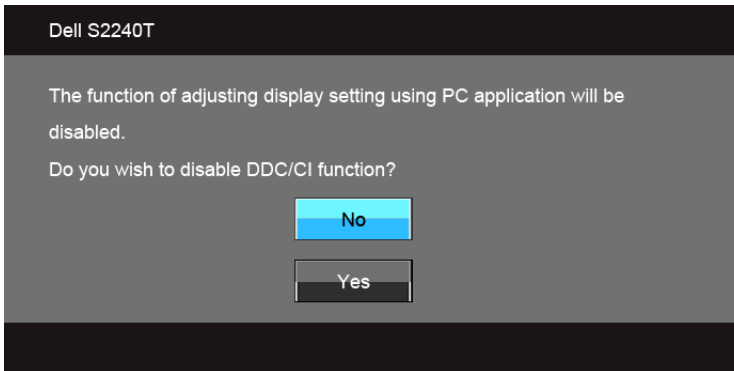 Dell S2240T
The function of adjusting display setting using PC application will be
disabled.
Do you wish to disable DDC/CI function?
No
Yes